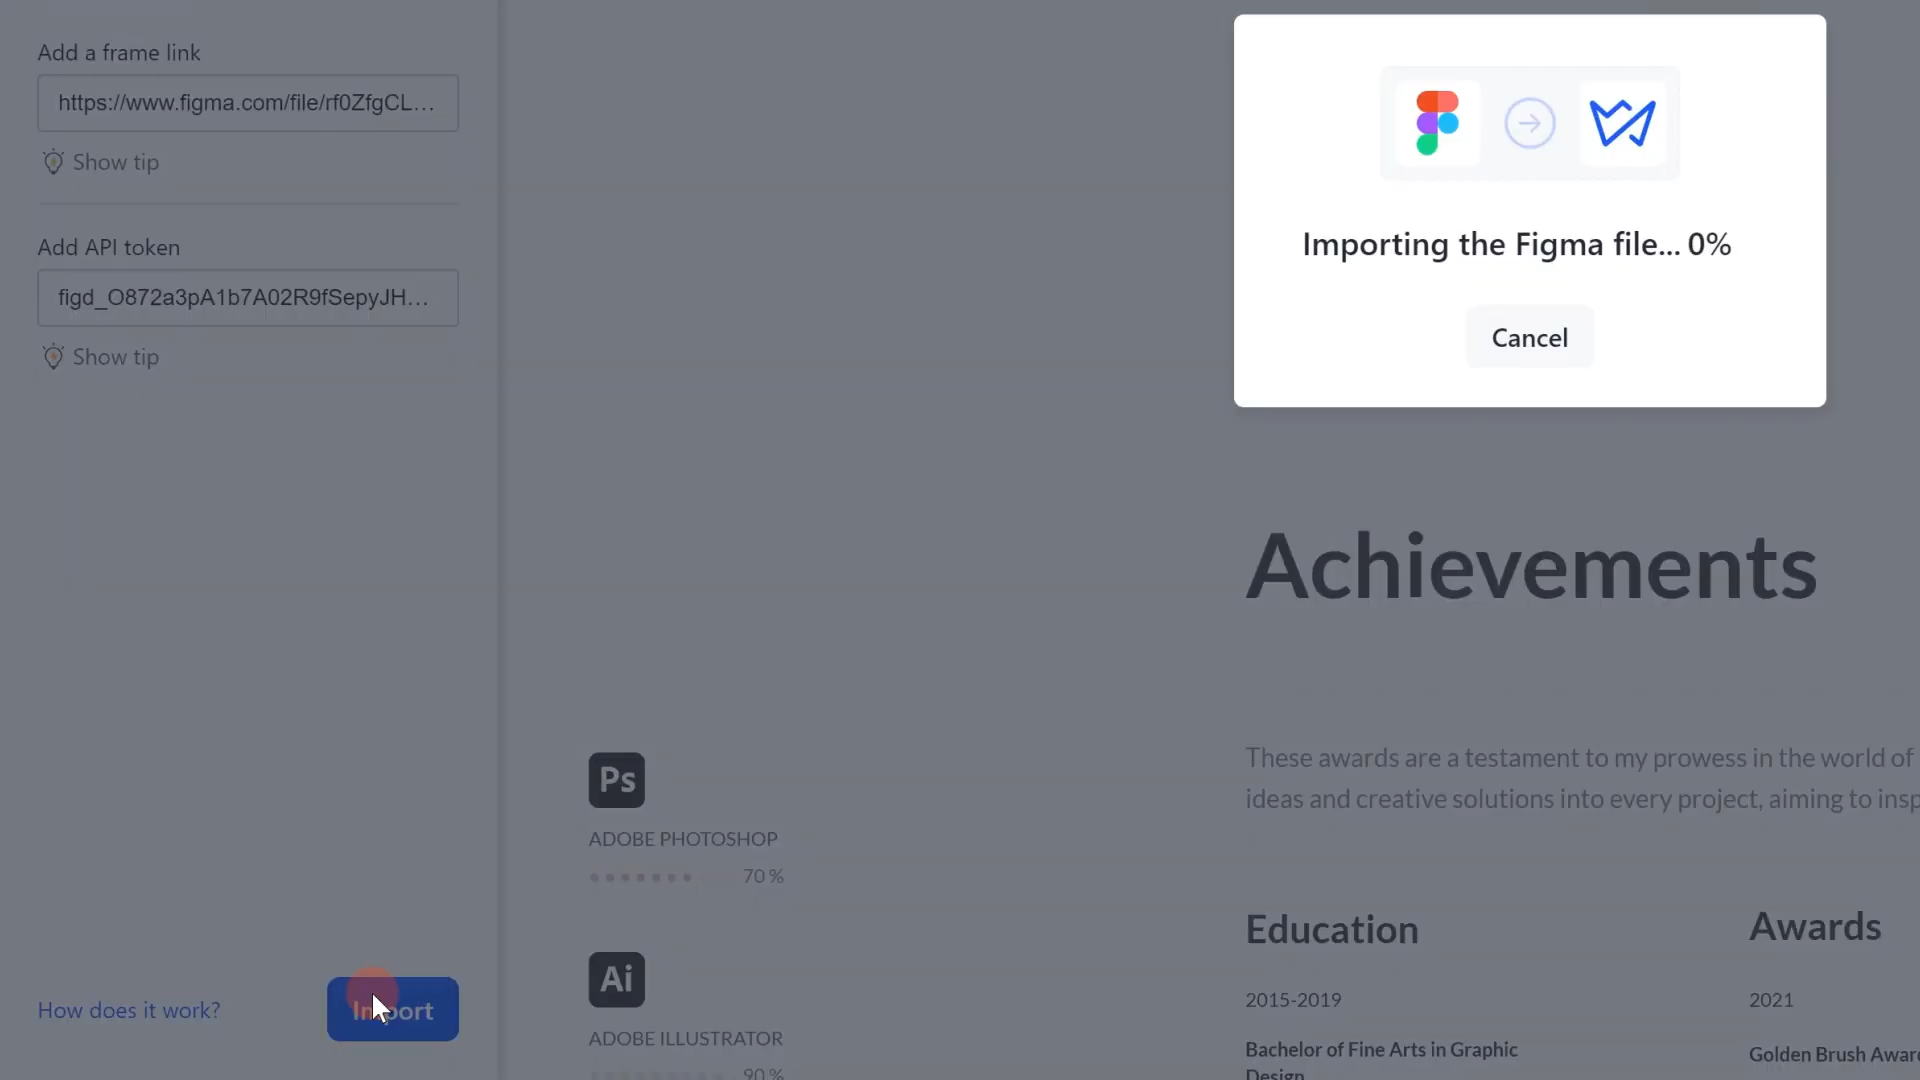 Add a frame link
https://www.figma.com/file/rf0ZfgCL...
Show tip
Add API token
figd_O872a3pA1b7A02R9fSepyJH...
Show tip
How does it work?
Import
Importing the Figma file... 0%
Cancel
Achievements
These awards are a testament to my prowess in the world of
ideas and creative solutions into every project, aiming to insp
Ps
ADOBE PHOTOSHOP
70 %
Ai
ADOBE ILLUSTRATOR
90 %
Education
2015-2019
Bachelor of Fine Arts in Graphic
Design
Awards
2021
Golden Brush Awar